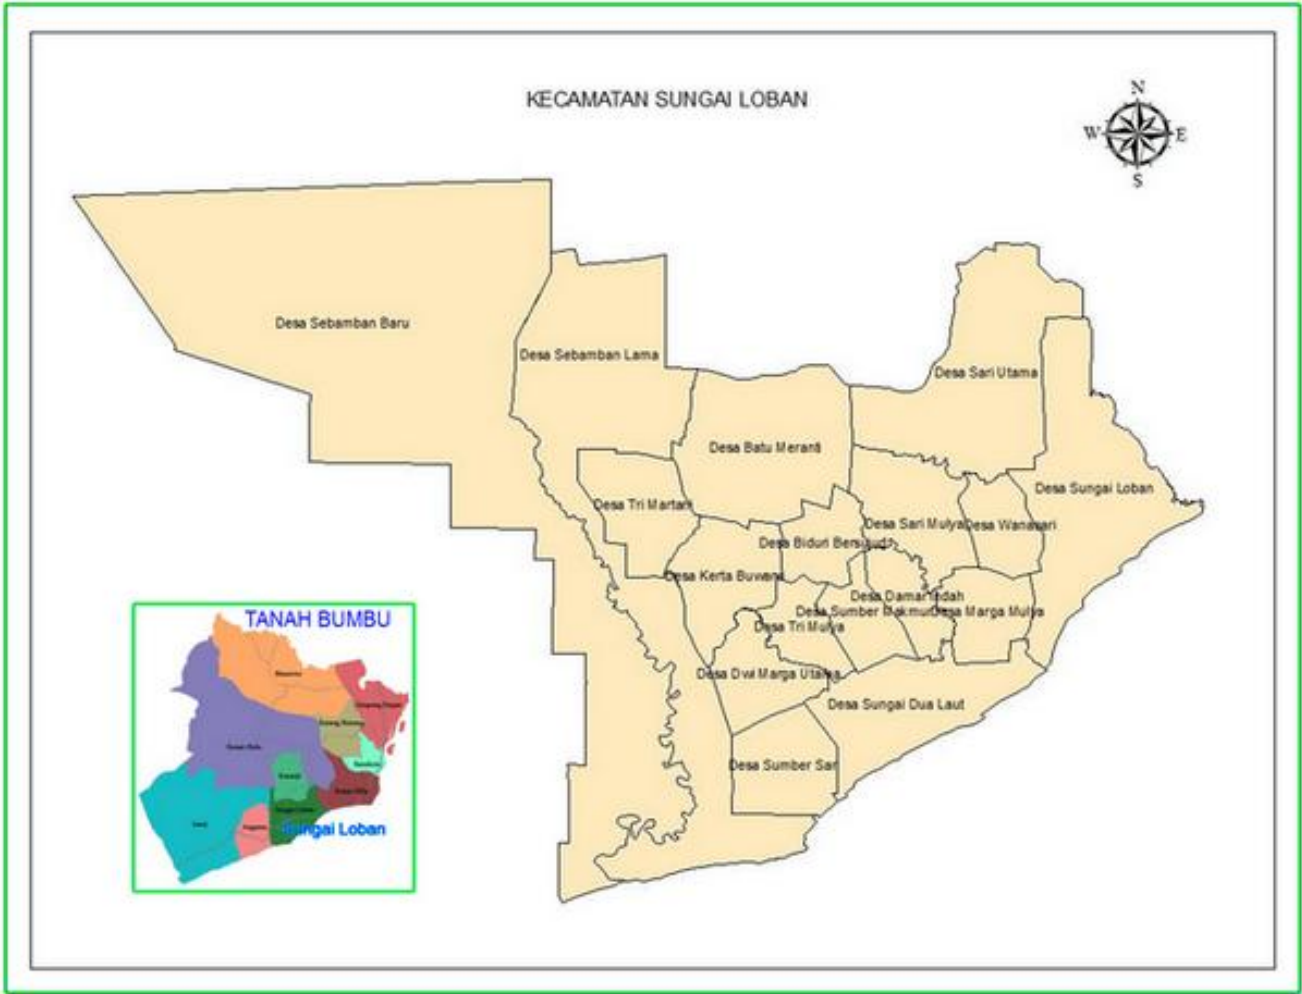 KECAMATAN SUNGAI LOBAN
N
W
E
S
Desa Sebamban Baru
Desa Sebamban Lama
Desa Sari Utama
Desa Batu Meranti
Desa Sungai Loban
Desa Tri Martani
Desa Sari Mulya
Desa Wanasari
Desa Biduri Bersujud
Desa Kerta Buwana
Desa Damar Indah
Desa Sumber Makmur
Desa Marga Mulya
Desa Tri Mulya
Desa Dwi Marga Utama
Desa Sungai Dua Laut
Desa Sumber Sari
TANAH BUMBU
Sungai Loban